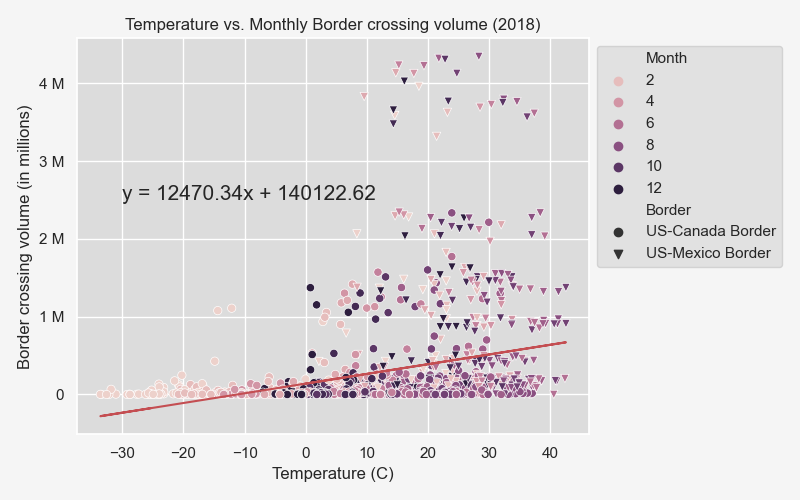 Temperature vs. Monthly Border crossing volume (2018)
Border crossing volume (in millions)
4 M
3 M
2 M
1 M
0
y = 12470.34x + 140122.62
−30
−20
−10
0
10
20
30
40
Temperature (C)
Month
2
4
6
8
10
12
Border
US-Canada Border
US-Mexico Border